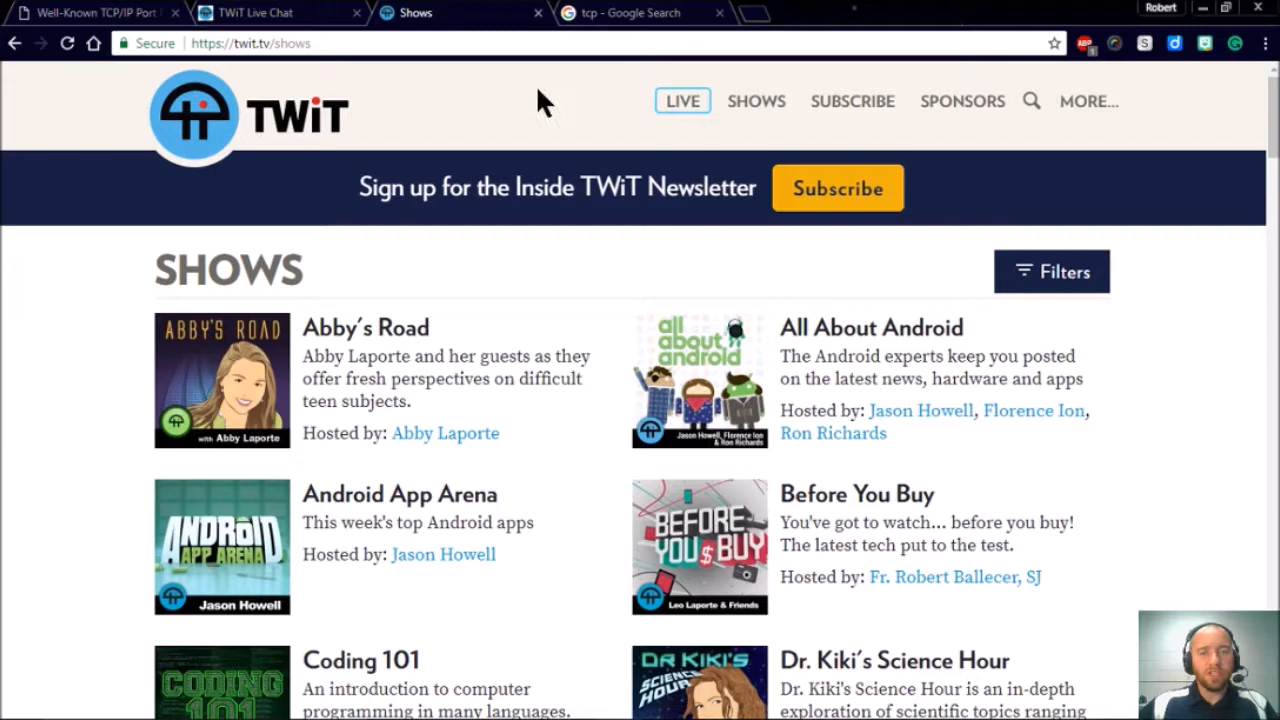 Well-Known TCP/IP Port
TWiT Live Chat
Shows
tcp - Google Search
Robert
Secure
https://twit.tv/shows
TWiT
LIVE
SHOWS
SUBSCRIBE
SPONSORS
MORE...
Sign up for the Inside TWiT Newsletter
Subscribe
SHOWS
Filters
ABBY'S ROAD
with Abby Laporte
Abby's Road
Abby Laporte and her guests as they
offer fresh perspectives on difficult
teen subjects.
Hosted by: Abby Laporte
all
about
android
Jason Howell, Florence Ion
& Ron Richards
All About Android
The Android experts keep you posted
on the latest news, hardware and apps
Hosted by: Jason Howell, Florence Ion,
Ron Richards
ANDROID
APP ARENA
Jason Howell
Android App Arena
This week's top Android apps
Hosted by: Jason Howell
BEFORE
YOU $ BUY
Leo Laporte & Friends
Before You Buy
You've got to watch... before you buy!
The latest tech put to the test.
Hosted by: Fr. Robert Ballecer, SJ
CODING
101
Coding 101
An introduction to computer
programming in many languages.
DR KIKI'S
SCIENCE
HOUR
Dr. Kiki's Science Hour
Dr. Kiki's Science Hour is an in-depth
exploration of scientific topics ranging